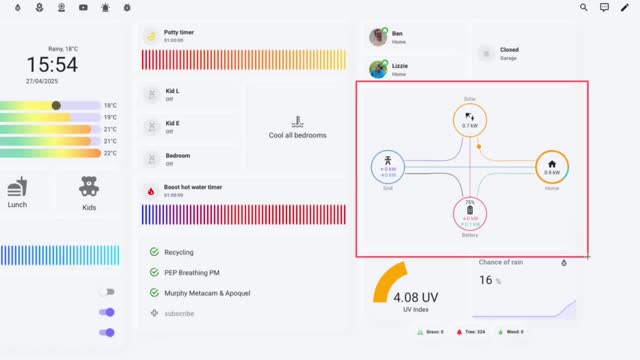 Rainy, 18°C
15:54
27/04/2025
18°C
19°C
21°C
21°C
22°C
Lunch
Kids
Potty timer
01:00:00
Kid L
Off
Kid E
Off
Bedroom
Off
Cool all bedrooms
Boost hot water timer
01:00:00
Recycling
PEP Breathing PM
Murphy Metacam & Apoquel
subscribe
Ben
Home
Lizzie
Home
Closed
Garage
Solar
0.7 kW
0 kW
0 kW
Grid
0.6 kW
Home
75%
0 kW
0.1 kW
Battery
4.08 UV
UV Index
Chance of rain
16 %
Grass: 0
Tree: 324
Weed: 0